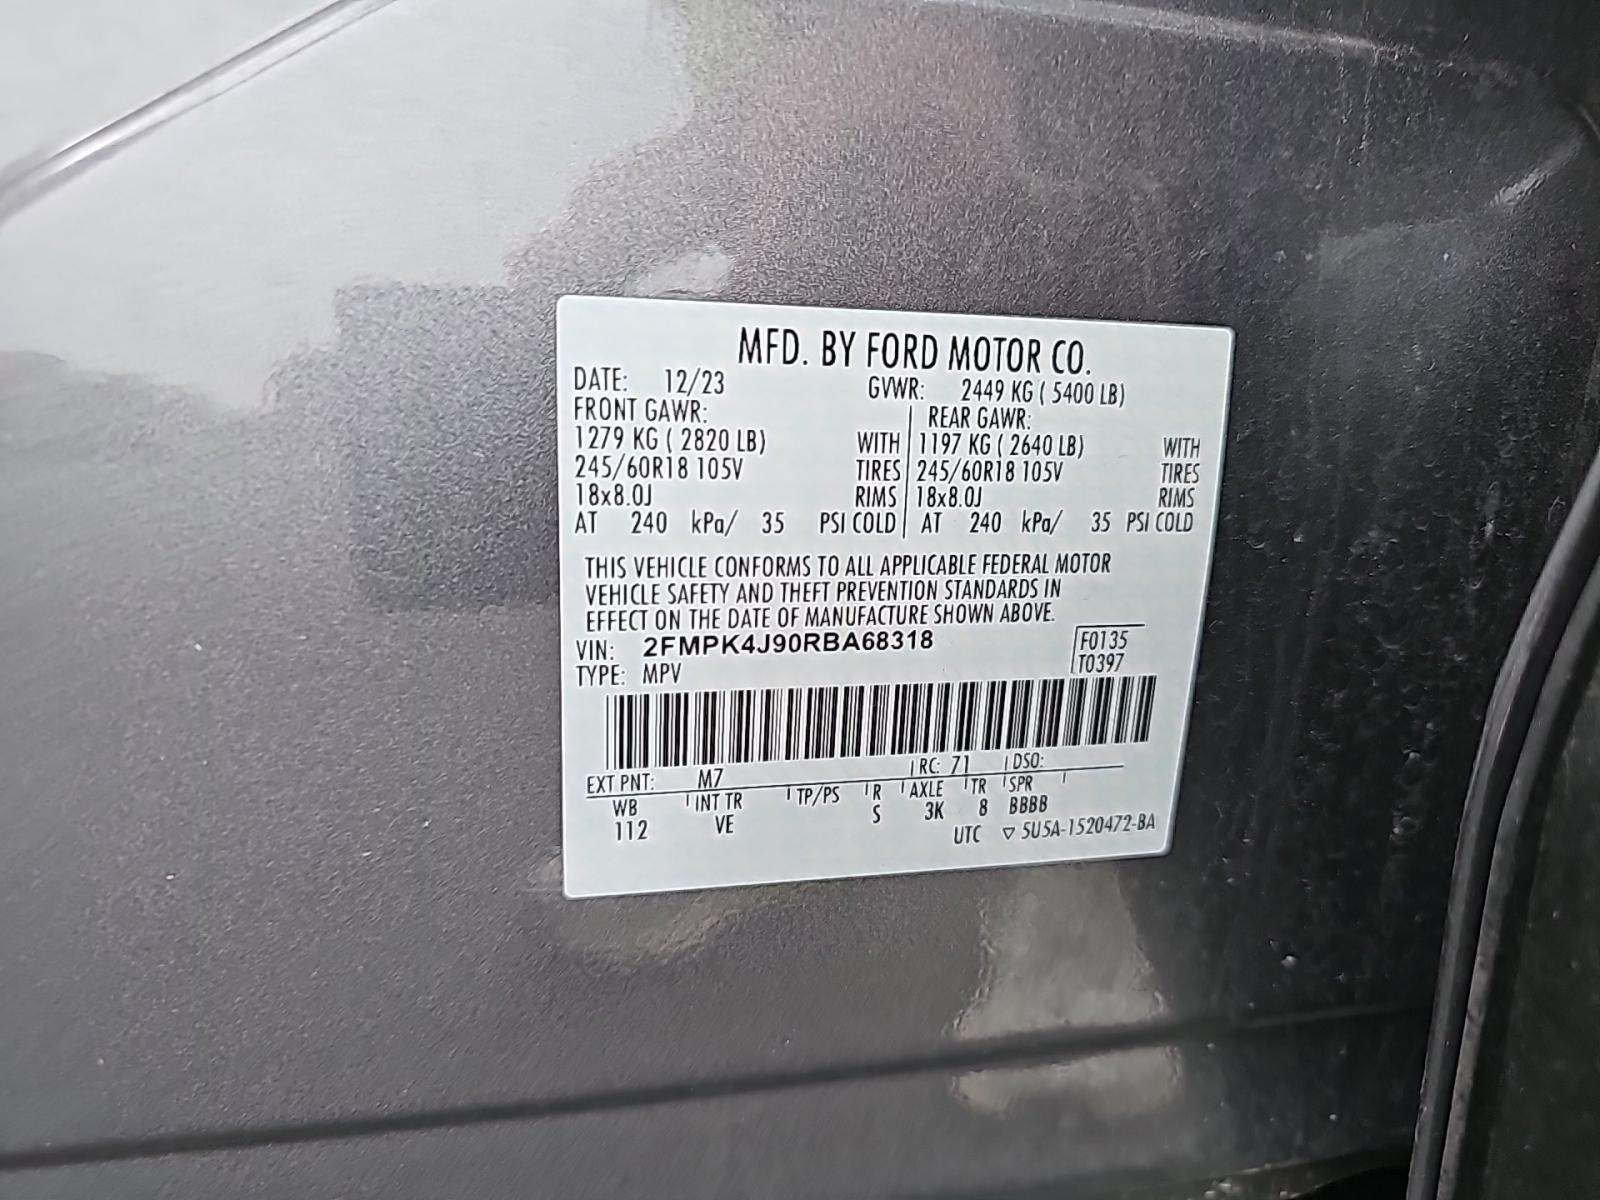 MFD. BY FORD MOTOR CO.
DATE: 12/23 GVWR: 2449 KG ( 5400 LB)
FRONT GAWR: REAR GAWR:
1279 KG ( 2820 LB) WITH 1197 KG ( 2640 LB) WITH
245/60R18 105V TIRES 245/60R18 105V TIRES
18x8.0J RIMS 18x8.0J RIMS
AT 240 kPa/ 35 PSI COLD AT 240 kPa/ 35 PSI COLD
THIS VEHICLE CONFORMS TO ALL APPLICABLE FEDERAL MOTOR
VEHICLE SAFETY AND THEFT PREVENTION STANDARDS IN
EFFECT ON THE DATE OF MANUFACTURE SHOWN ABOVE.
VIN: 2FMPK4J90RBA68318 F0135
TYPE: MPV T0397
EXT PNT: M7 RC: 71 DSO:
WB INT TR TP/PS R AXLE TR SPR
112 VE S 3K 8 BBBB
UTC ▽ 5U5A-1520472-BA